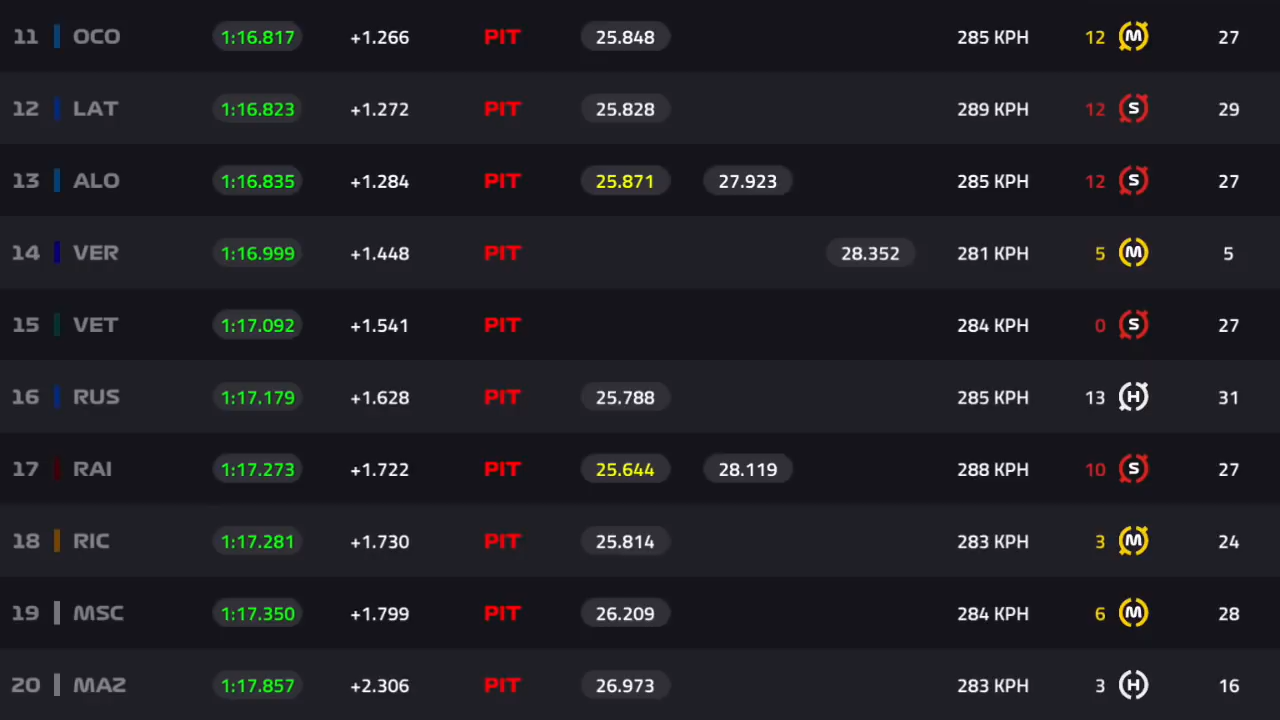 11 OCO 1:16.817 +1.266 PIT 25.848 285 KPH 12 M 27
12 LAT 1:16.823 +1.272 PIT 25.828 289 KPH 12 S 29
13 ALO 1:16.835 +1.284 PIT 25.871 27.923 285 KPH 12 S 27
14 VER 1:16.999 +1.448 PIT 28.352 281 KPH 5 M 5
15 VET 1:17.092 +1.541 PIT 284 KPH 0 S 27
16 RUS 1:17.179 +1.628 PIT 25.788 285 KPH 13 H 31
17 RAI 1:17.273 +1.722 PIT 25.644 28.119 288 KPH 10 S 27
18 RIC 1:17.281 +1.730 PIT 25.814 283 KPH 3 M 24
19 MSC 1:17.350 +1.799 PIT 26.209 284 KPH 6 M 28
20 MAZ 1:17.857 +2.306 PIT 26.973 283 KPH 3 H 16